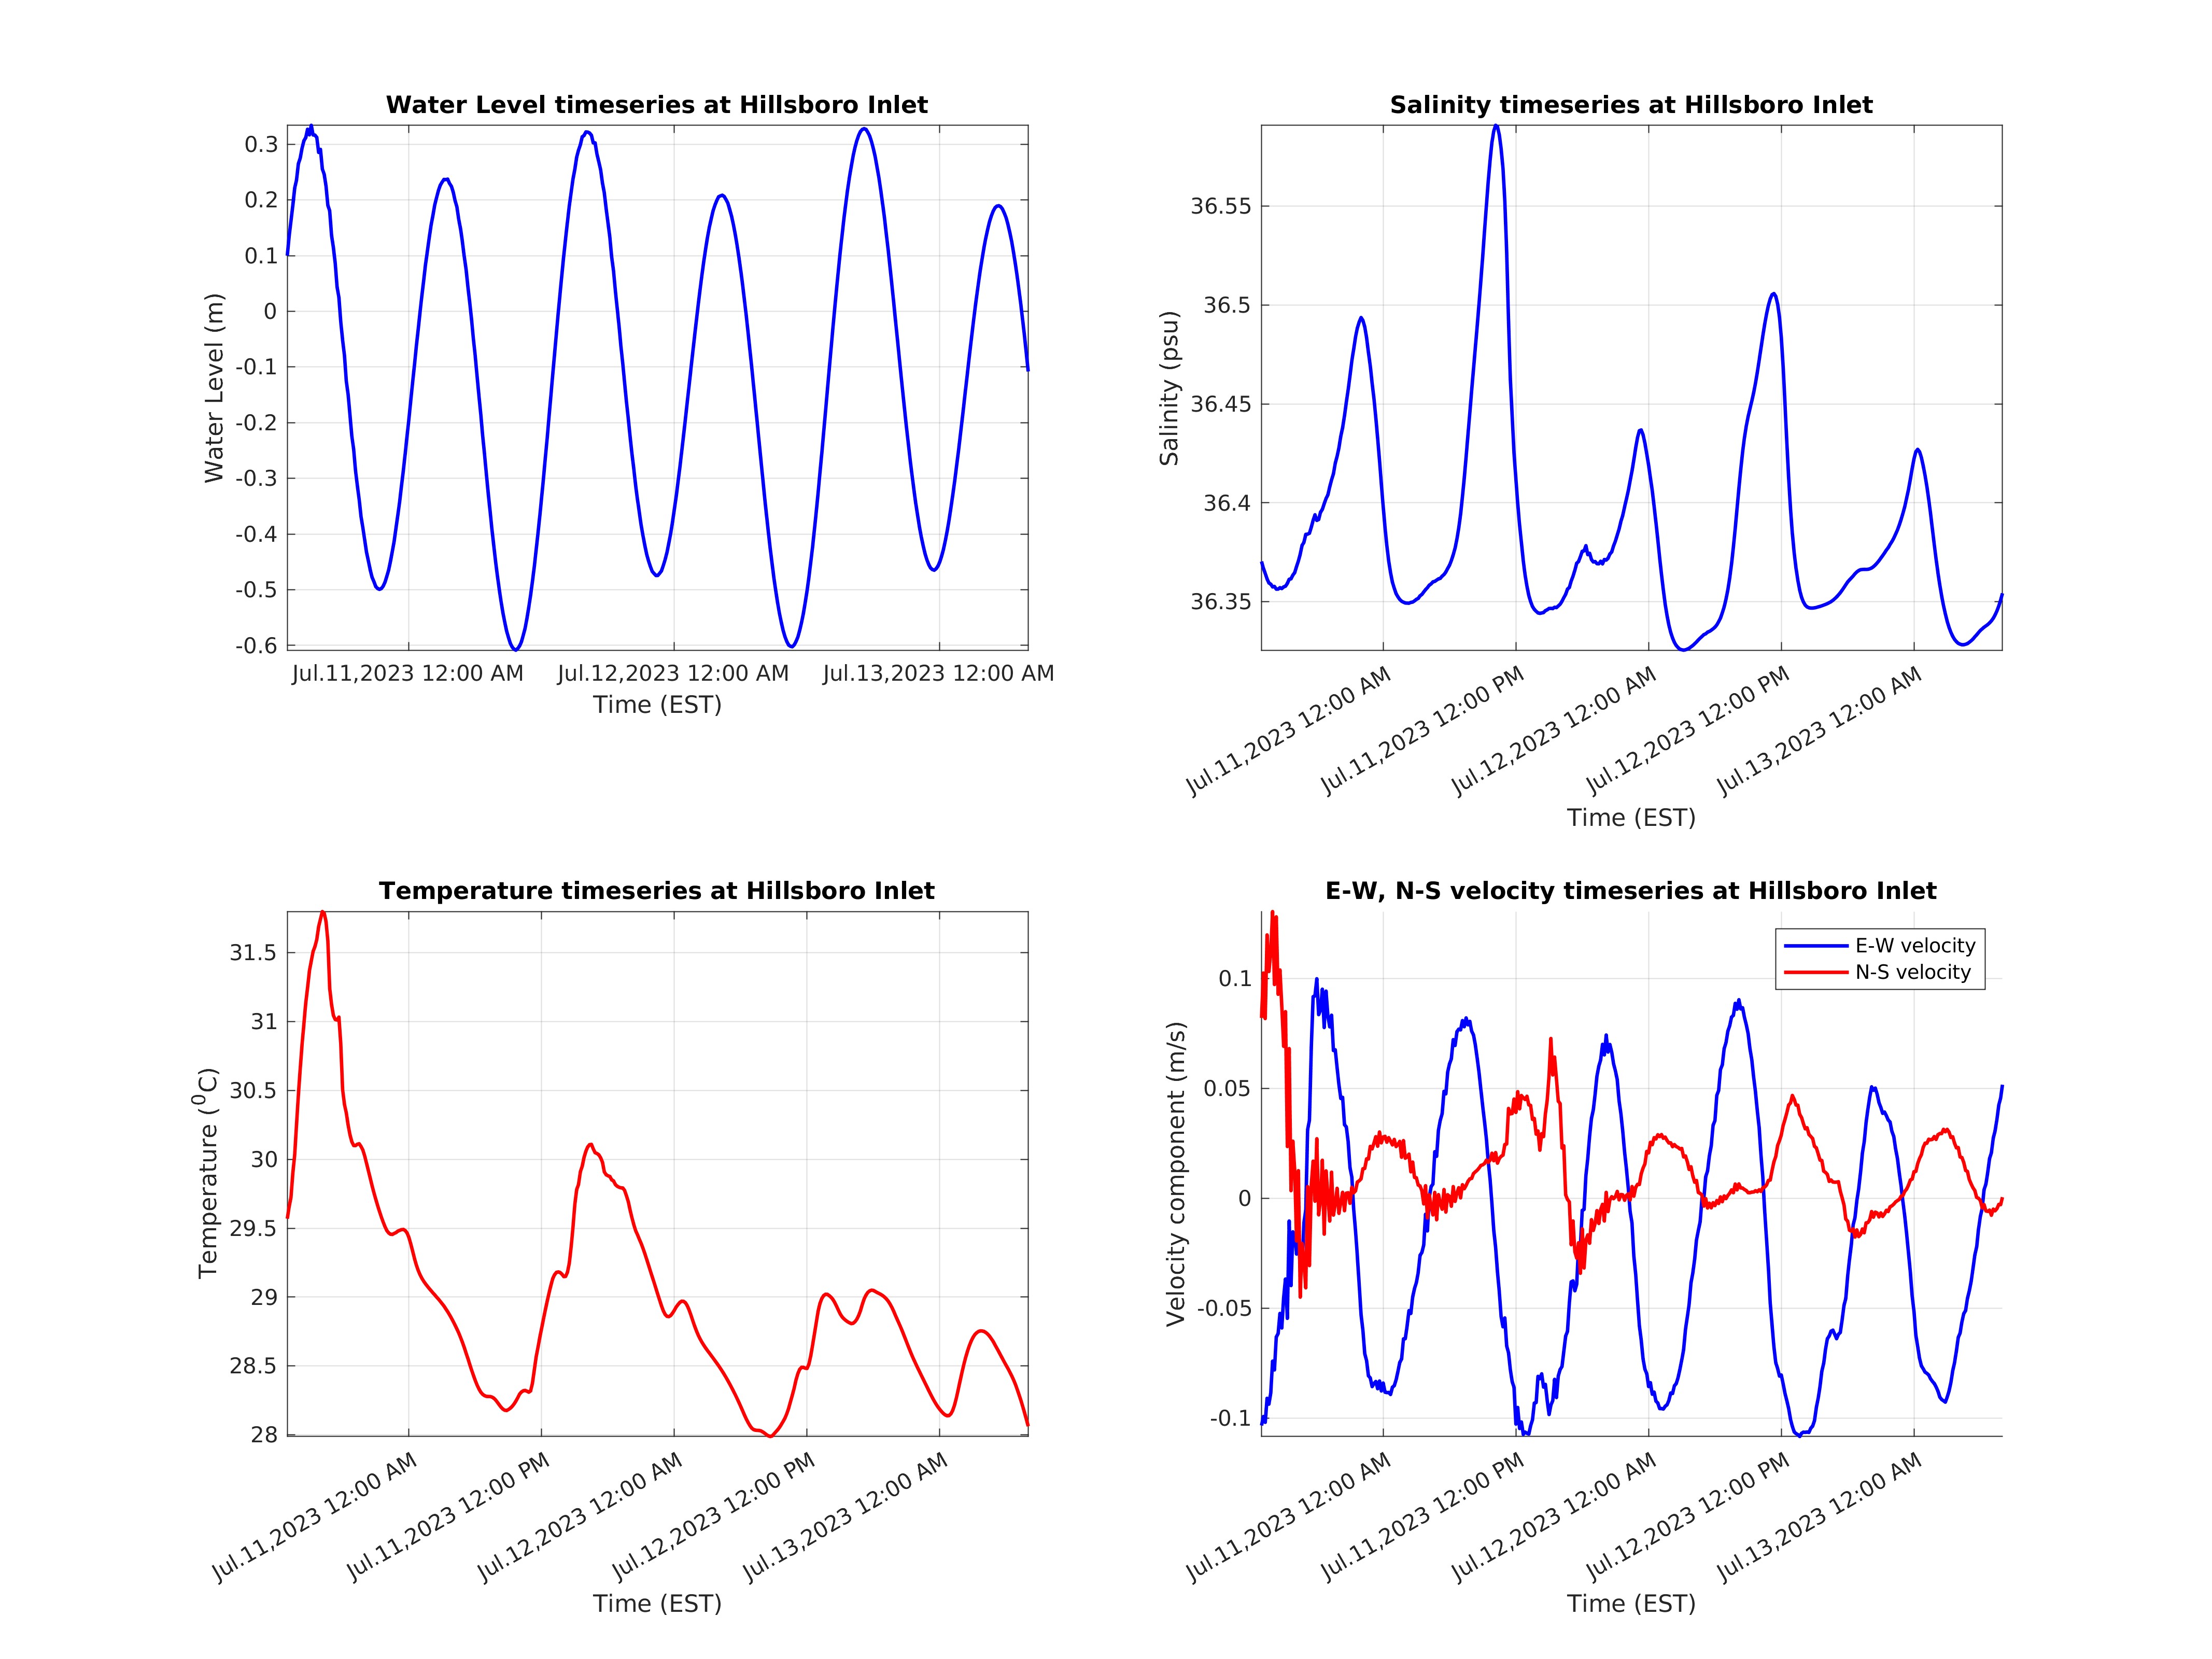 Water Level timeseries at Hillsboro Inlet
Water Level (m)
0.3
0.2
0.1
0
-0.1
-0.2
-0.3
-0.4
-0.5
-0.6
Jul.11,2023 12:00 AM
Jul.12,2023 12:00 AM
Jul.13,2023 12:00 AM
Time (EST)
Salinity timeseries at Hillsboro Inlet
Salinity (psu)
36.55
36.5
36.45
36.4
36.35
Jul.11,2023 12:00 AM
Jul.11,2023 12:00 PM
Jul.12,2023 12:00 AM
Jul.12,2023 12:00 PM
Jul.13,2023 12:00 AM
Time (EST)
Temperature timeseries at Hillsboro Inlet
Temperature (⁰C)
31.5
31
30.5
30
29.5
29
28.5
28
Jul.11,2023 12:00 AM
Jul.11,2023 12:00 PM
Jul.12,2023 12:00 AM
Jul.12,2023 12:00 PM
Jul.13,2023 12:00 AM
Time (EST)
E-W, N-S velocity timeseries at Hillsboro Inlet
E-W velocity
N-S velocity
Velocity component (m/s)
0.1
0.05
0
-0.05
-0.1
Jul.11,2023 12:00 AM
Jul.11,2023 12:00 PM
Jul.12,2023 12:00 AM
Jul.12,2023 12:00 PM
Jul.13,2023 12:00 AM
Time (EST)